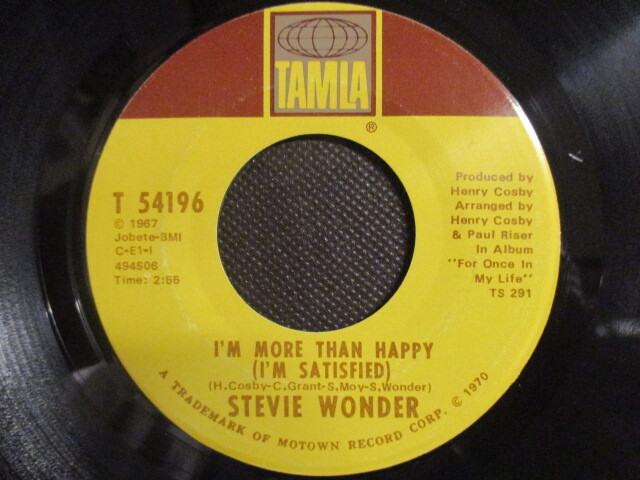 TAMLA
®
T 54196
© 1967
Jobete-BMI
C-E1-I
494S06
Time: 2:55
Produced by
Henry Cosby
Arranged by
Henry Cosby
& Paul Riser
In Album
"For Once In
My Life"
TS 291
I'M MORE THAN HAPPY
(I'M SATISFIED)
(H.Cosby-C.Grant-S.Moy-S.Wonder)
STEVIE WONDER
A TRADEMARK OF MOTOWN RECORD CORP. © 1970